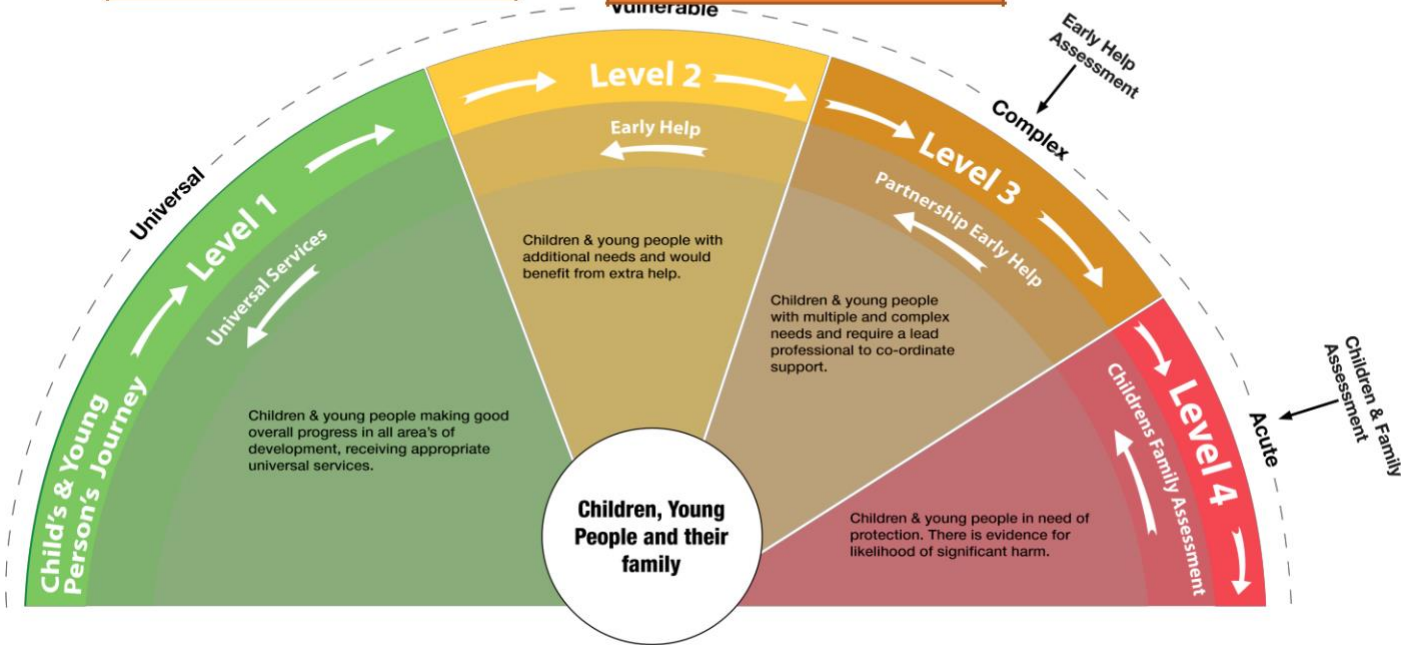 Vulnerable
Early Help
Assessment
Complex
Universal
Level 1
Universal Services
Child's & Young
Person's Journey
Children & young people making good
overall progress in all area's of
development, receiving appropriate
universal services.
Level 2
Early Help
Children & young people with
additional needs and would
benefit from extra help.
Level 3
Partnership Early Help
Children & young people
with multiple and complex
needs and require a lead
professional to co-ordinate
support.
Level 4
Childrens Family Assessment
Children & young people in need of
protection. There is evidence for
likelihood of significant harm.
Acute
Children & Family
Assessment
Children, Young
People and their
family